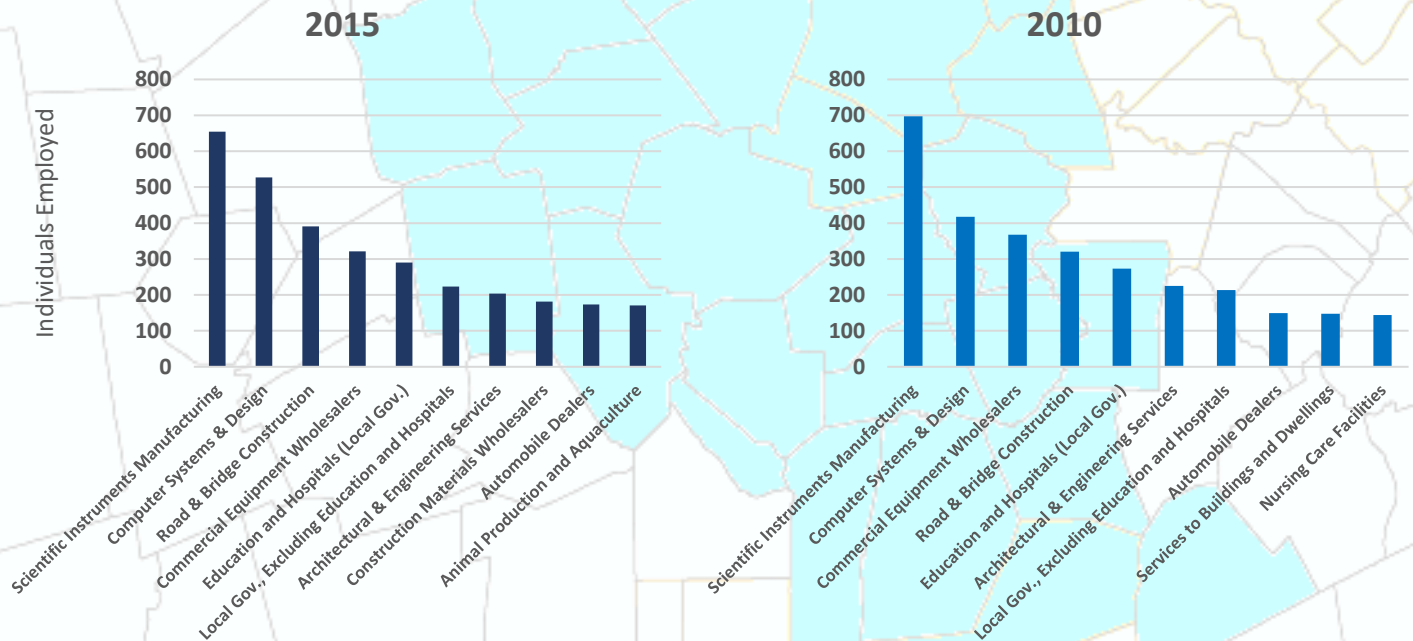 2015
Individuals Employed
800
700
600
500
400
300
200
100
0
Scientific Instruments Manufacturing
Computer Systems & Design
Road & Bridge Construction
Commercial Equipment Wholesalers
Education and Hospitals (Local Gov.)
Local Gov., Excluding Education and Hospitals
Architectural & Engineering Services
Construction Materials Wholesalers
Automobile Dealers
Animal Production and Aquaculture
2010
800
700
600
500
400
300
200
100
0
Scientific Instruments Manufacturing
Computer Systems & Design
Commercial Equipment Wholesalers
Road & Bridge Construction
Education and Hospitals (Local Gov.)
Architectural & Engineering Services
Local Gov., Excluding Education and Hospitals
Automobile Dealers
Services to Buildings and Dwellings
Nursing Care Facilities